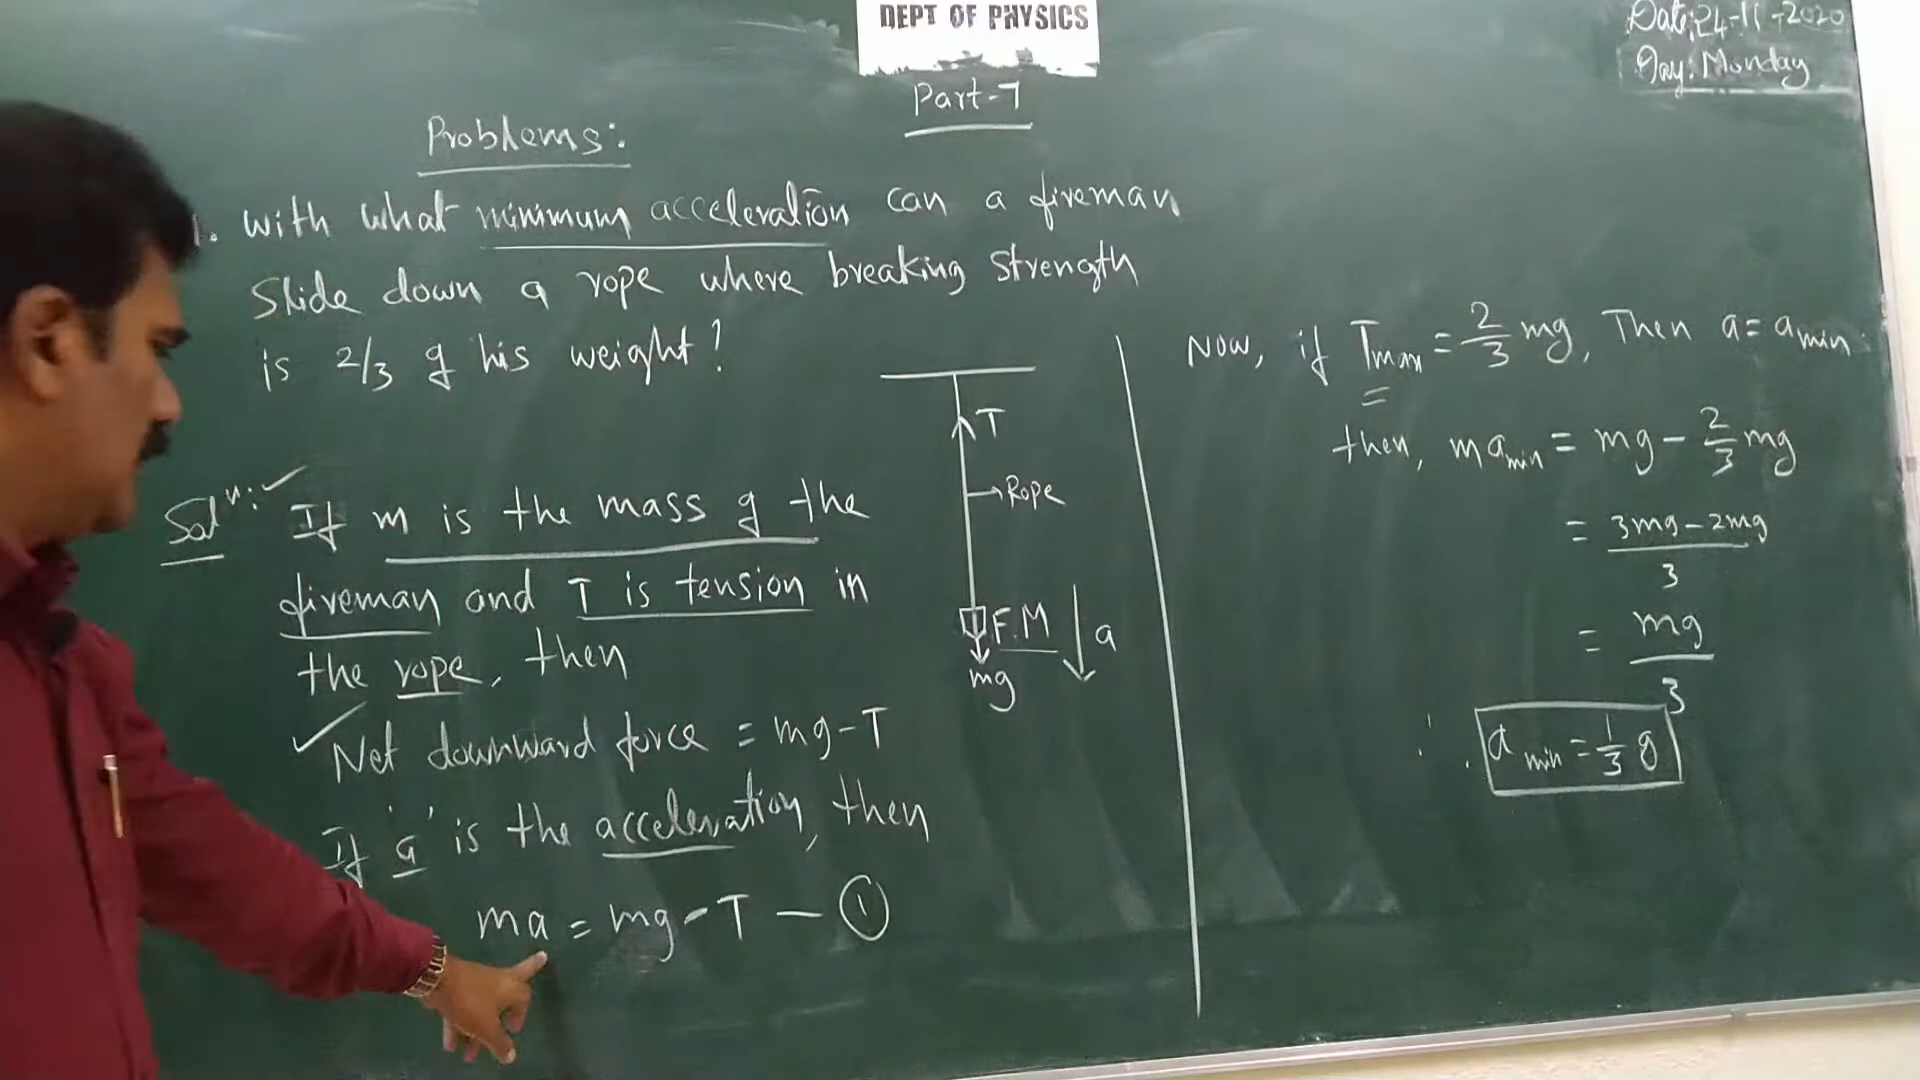 DEPT OF PHYSICS
Date: 24-11-2020
Day: Monday
Part-7
Problems:
1. With what minimum acceleration can a fireman
Slide down a rope where breaking strength
is 2/3 of his weight?
Solⁿ: ✓ If m is the mass of the
fireman and T is tension in
the rope, then
✓ Net downward force = mg-T
If 'a' is the acceleration, then
ma = mg - T — ①
T
Rope
F.M
a
mg
Now, if Tmax = 2/3 mg, Then a = amin.
then, mamin = mg - 2/3 mg
= 3mg - 2mg / 3
= mg / 3
∴ amin = 1/3 g